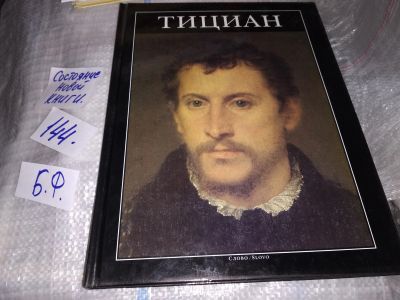 ТИЦИАН
Состояние
новой
книги.
144.
Б.Ф.
Слово/Slovo